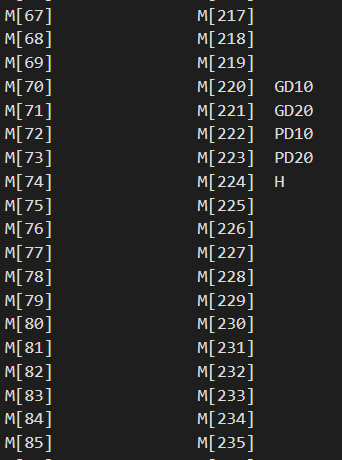 M[67] M[217]
M[68] M[218]
M[69] M[219]
M[70] M[220] GD10
M[71] M[221] GD20
M[72] M[222] PD10
M[73] M[223] PD20
M[74] M[224] H
M[75] M[225]
M[76] M[226]
M[77] M[227]
M[78] M[228]
M[79] M[229]
M[80] M[230]
M[81] M[231]
M[82] M[232]
M[83] M[233]
M[84] M[234]
M[85] M[235]